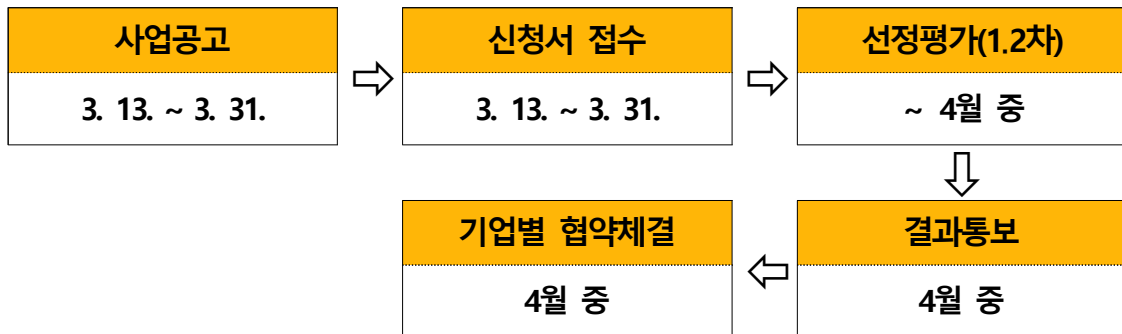 사업공고
3. 13. ~ 3. 31.
신청서 접수
3. 13. ~ 3. 31.
선정평가(1.2차)
~ 4월 중
결과통보
4월 중
기업별 협약체결
4월 중